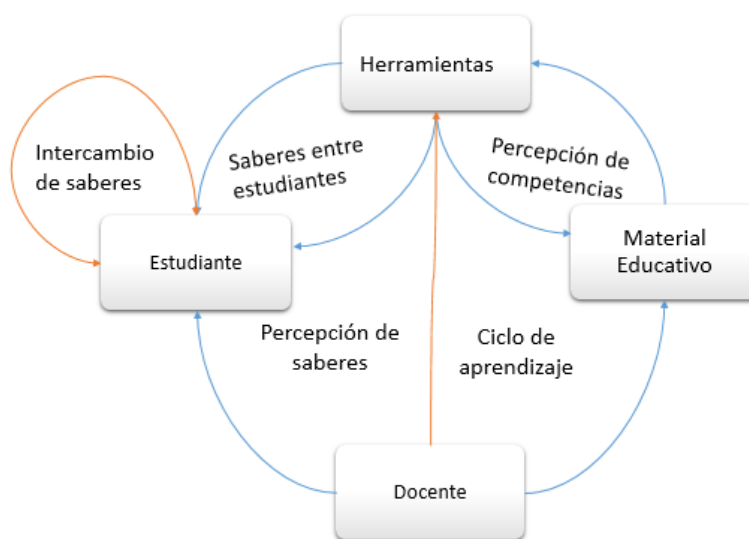 Herramientas
Intercambio
de saberes
Saberes entre
estudiantes
Percepción de
competencias
Estudiante
Material
Educativo
Percepción de
saberes
Ciclo de
aprendizaje
Docente